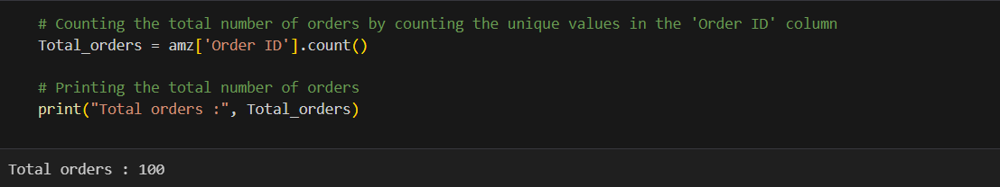 # Counting the total number of orders by counting the unique values in the 'Order ID' column
Total_orders = amz['Order ID'].count()
# Printing the total number of orders
print("Total orders :", Total_orders)
Total orders : 100